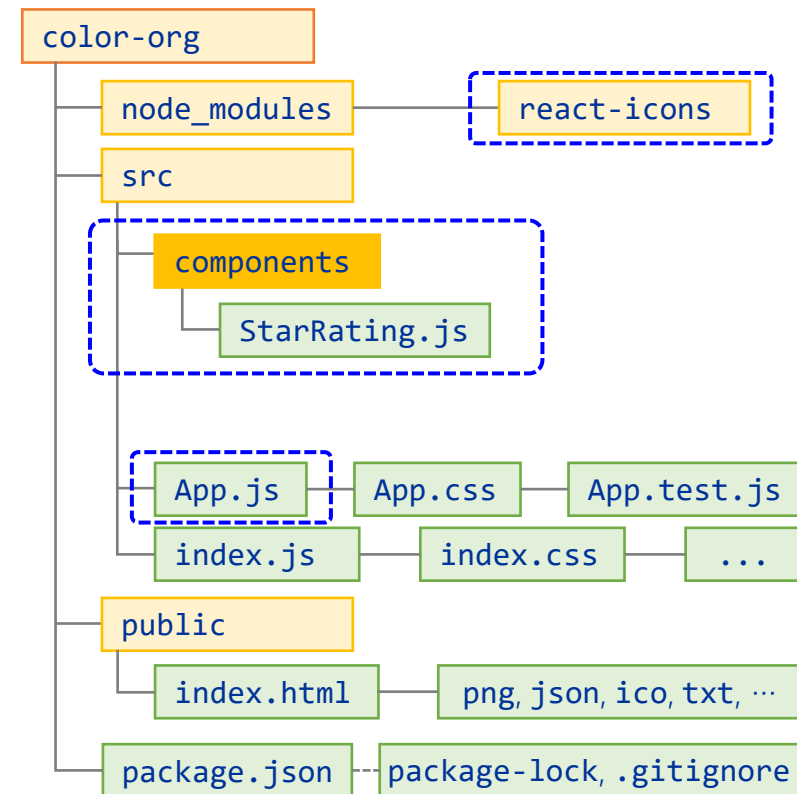 color-org
node_modules react-icons
src
components
StarRating.js
App.js App.css App.test.js
index.js index.css ...
public
index.html png, json, ico, txt, ⋯
package.json package-lock, .gitignore